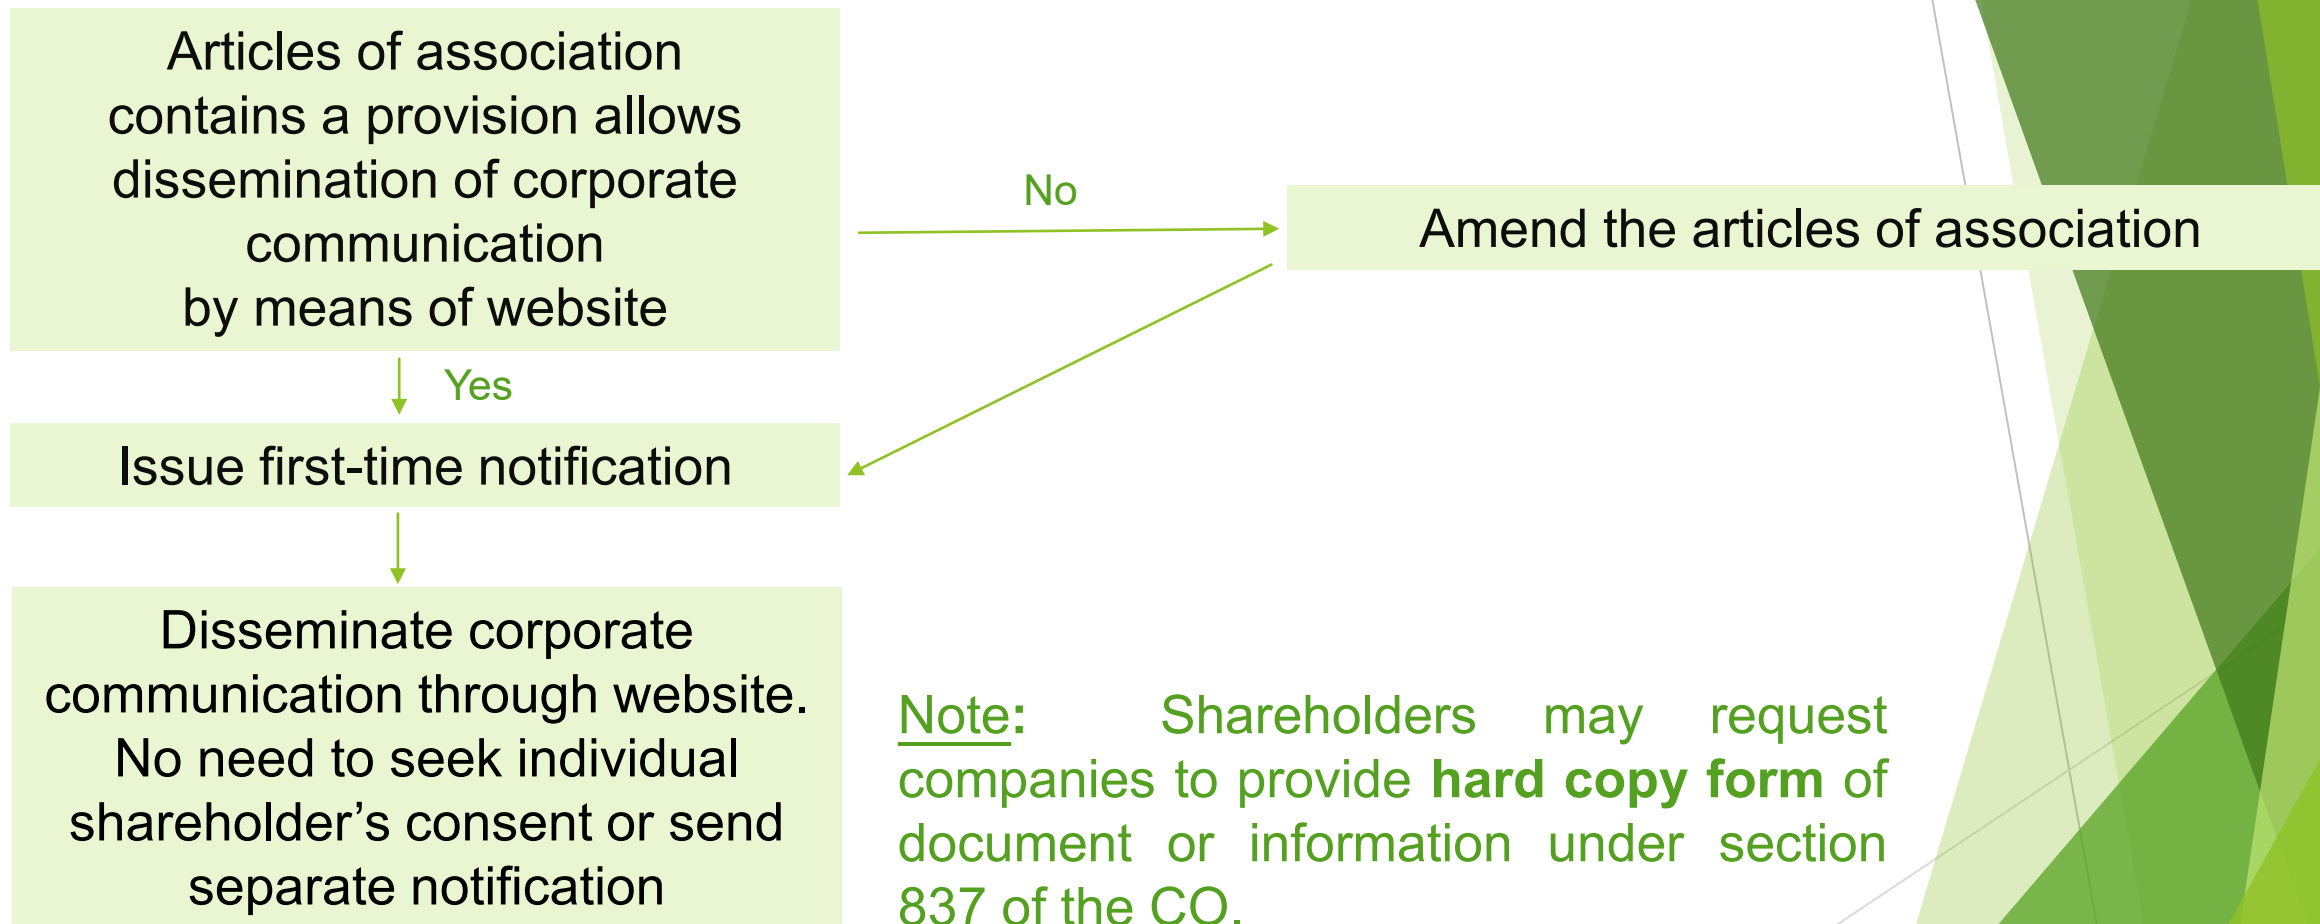 Articles of association
contains a provision allows
dissemination of corporate
communication
by means of website
No
Amend the articles of association
Yes
Issue first-time notification
Disseminate corporate
communication through website.
No need to seek individual
shareholder’s consent or send
separate notification
Note: Shareholders may request
companies to provide hard copy form of
document or information under section
837 of the CO.